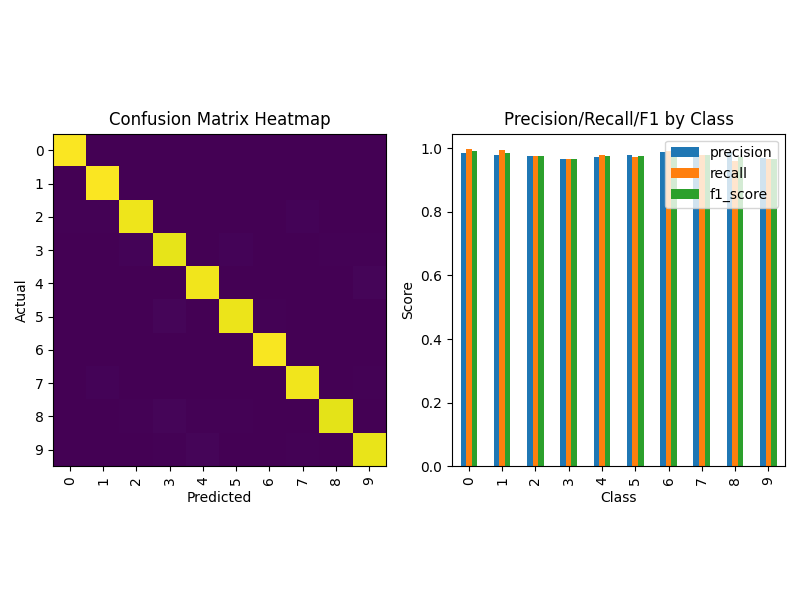 Confusion Matrix Heatmap
Actual
0
1
2
3
4
5
6
7
8
9
0 1 2 3 4 5 6 7 8 9
Predicted
Precision/Recall/F1 by Class
Score
1.0
0.8
0.6
0.4
0.2
0.0
precision
recall
f1_score
0 1 2 3 4 5 6 7 8 9
Class